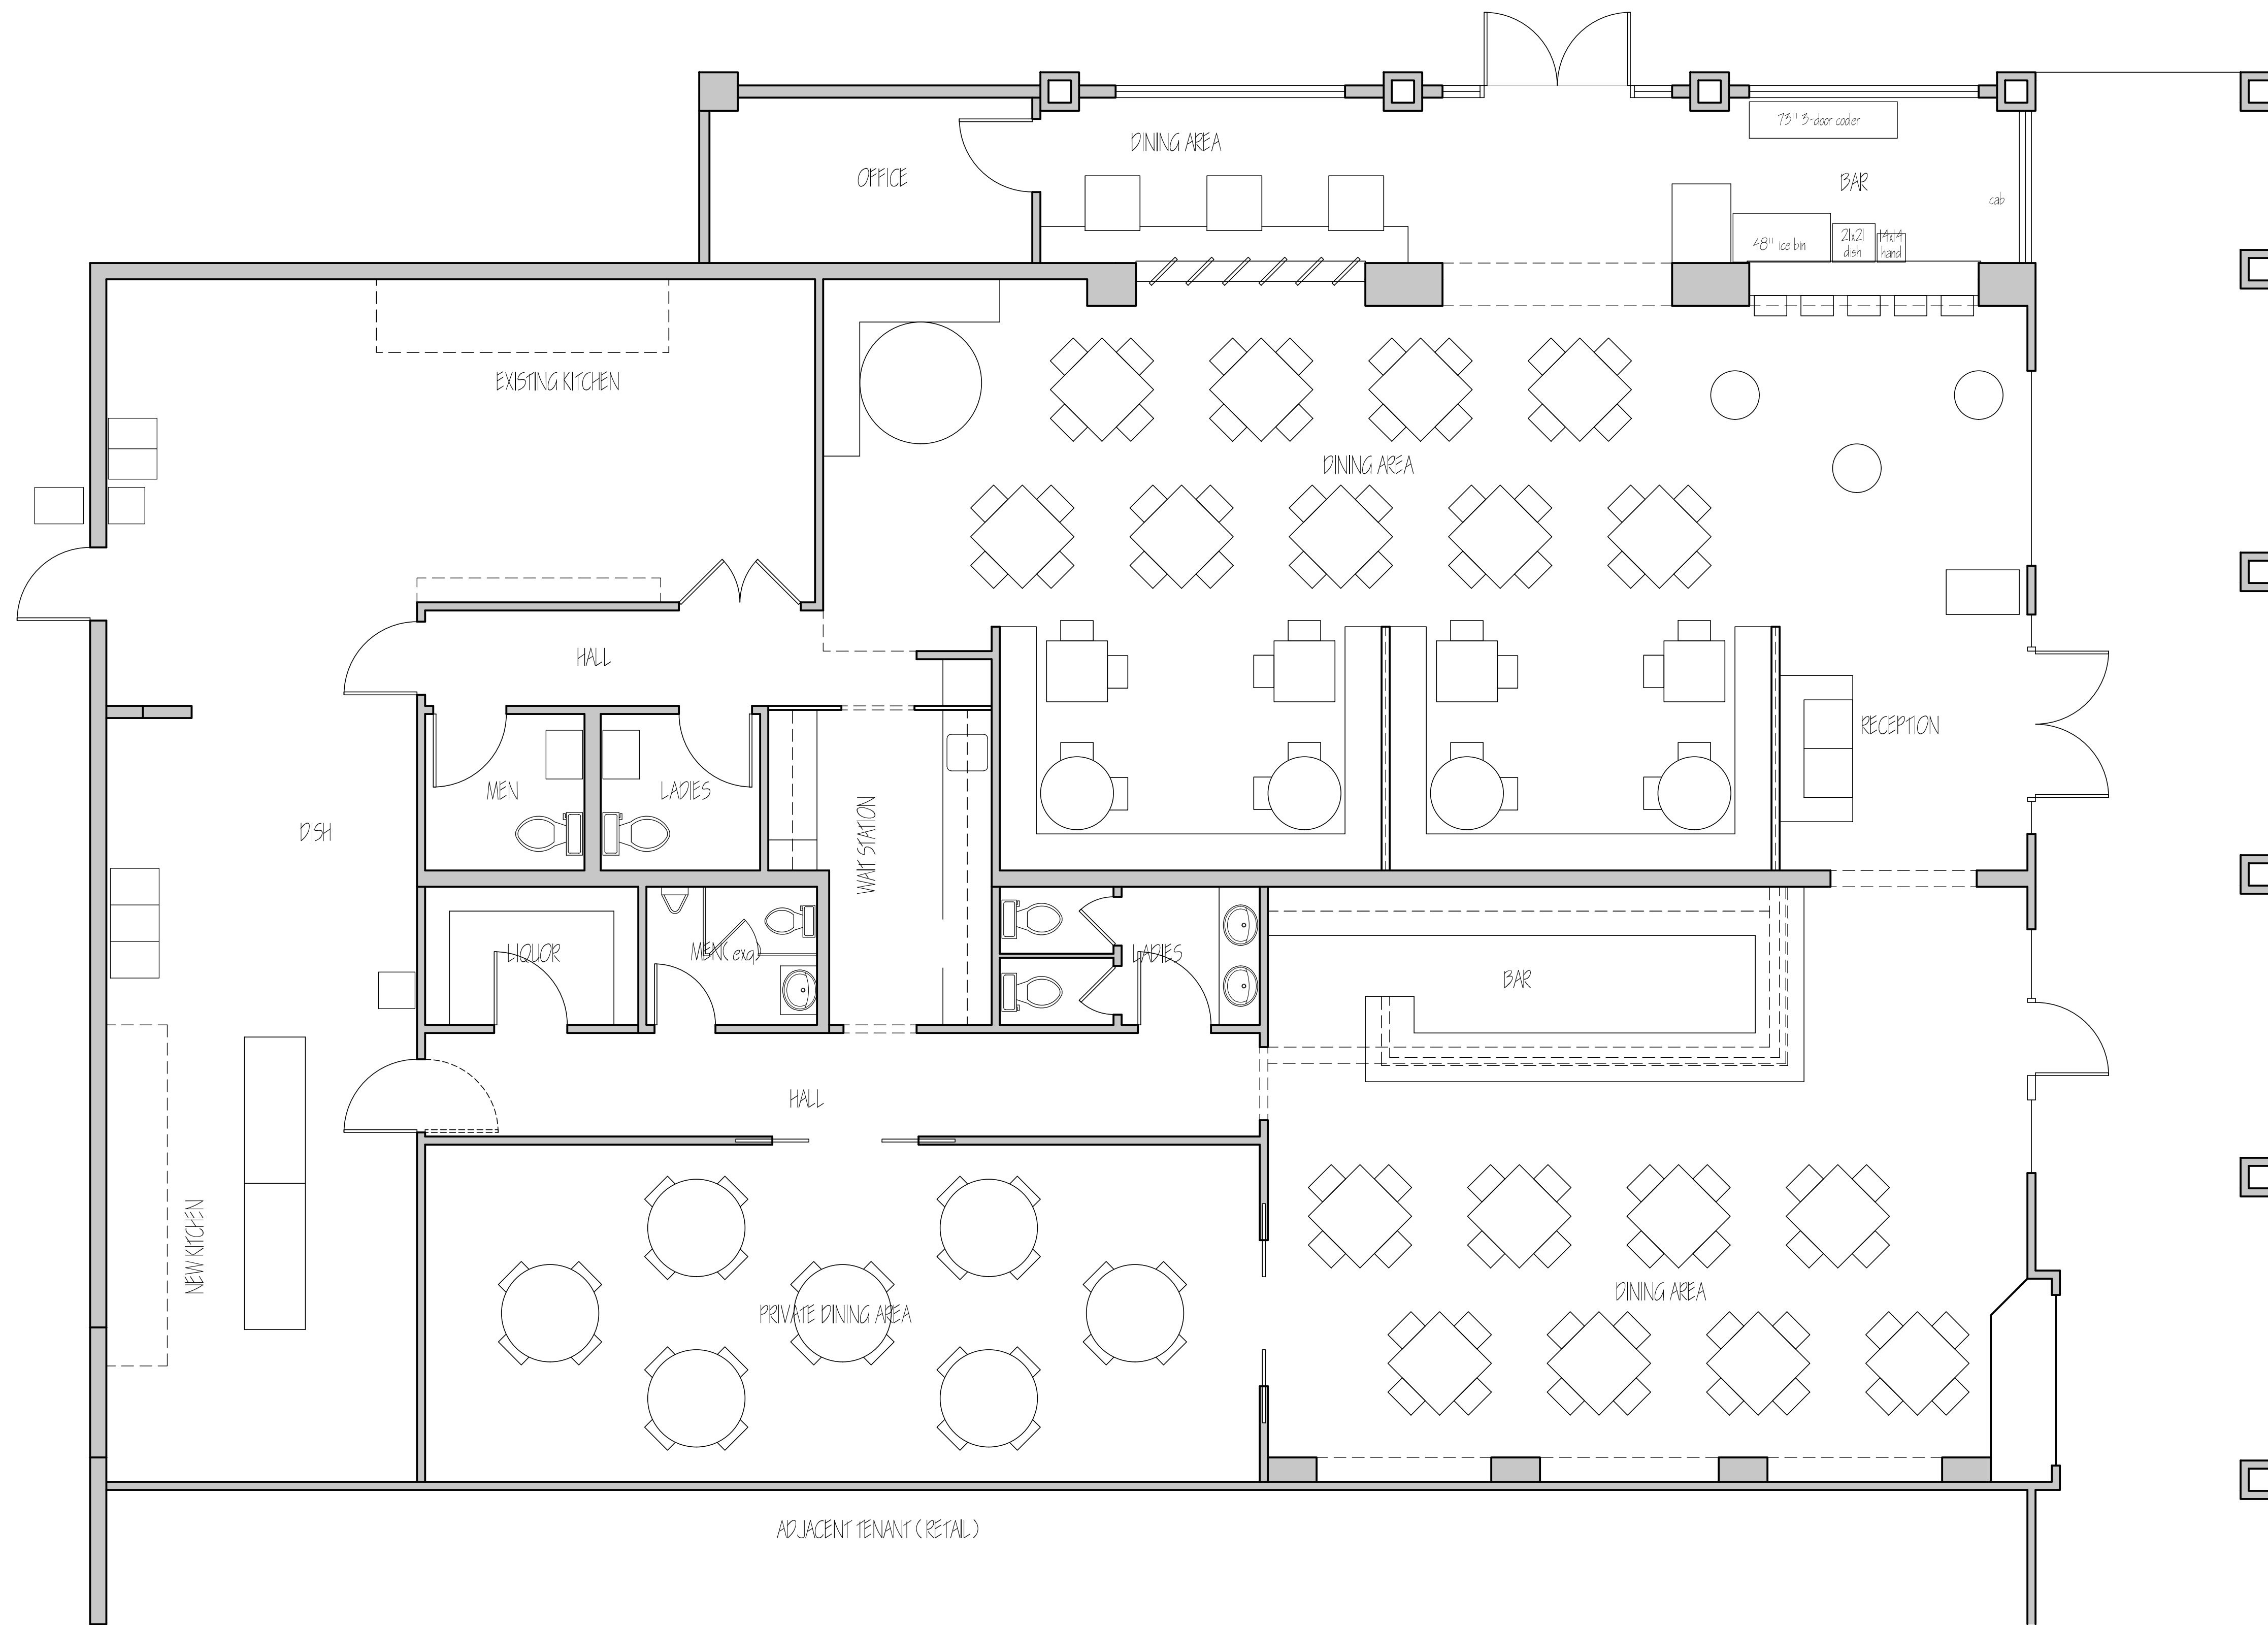 73" 3-door cooler
DINING AREA
OFFICE
BAR
cab
48" ice bin
21x21
dish
14x14
hand
EXISTING KITCHEN
DINING AREA
HALL
RECEPTION
MEN
LADIES
DISH
WAIT STATION
LIQUOR
MEN(exg)
LADIES
BAR
HALL
NEW KITCHEN
PRIVATE DINING AREA
DINING AREA
ADJACENT TENANT (RETAIL)